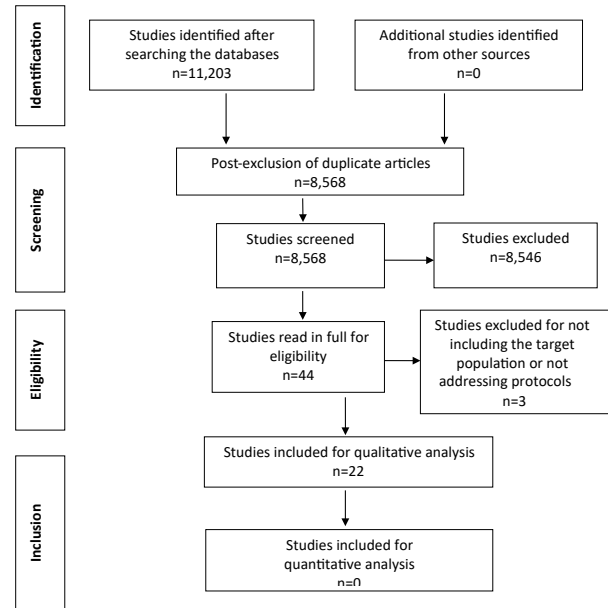 Identification
Studies identified after
searching the databases
n=11,203
Additional studies identified
from other sources
n=0
Screening
Post-exclusion of duplicate articles
n=8,568
Studies screened
n=8,568
Studies excluded
n=8,546
Eligibility
Studies read in full for
eligibility
n=44
Studies excluded for not
including the target
population or not
addressing protocols
n=3
Inclusion
Studies included for qualitative analysis
n=22
Studies included for
quantitative analysis
n=0